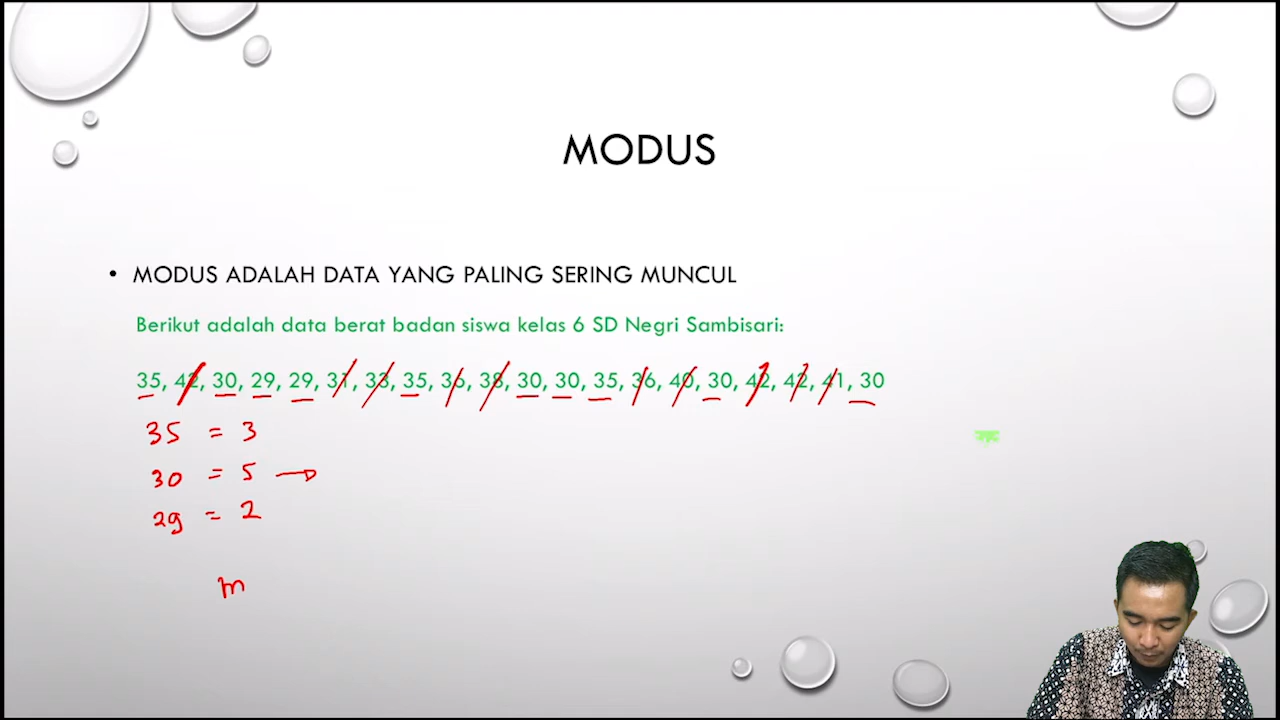 MODUS
• MODUS ADALAH DATA YANG PALING SERING MUNCUL
Berikut adalah data berat badan siswa kelas 6 SD Negri Sambisari:
35, 42, 30, 29, 29, 31, 33, 35, 36, 38, 30, 30, 35, 36, 40, 30, 42, 42, 41, 30
35 = 3
30 = 5 →
29 = 2
m